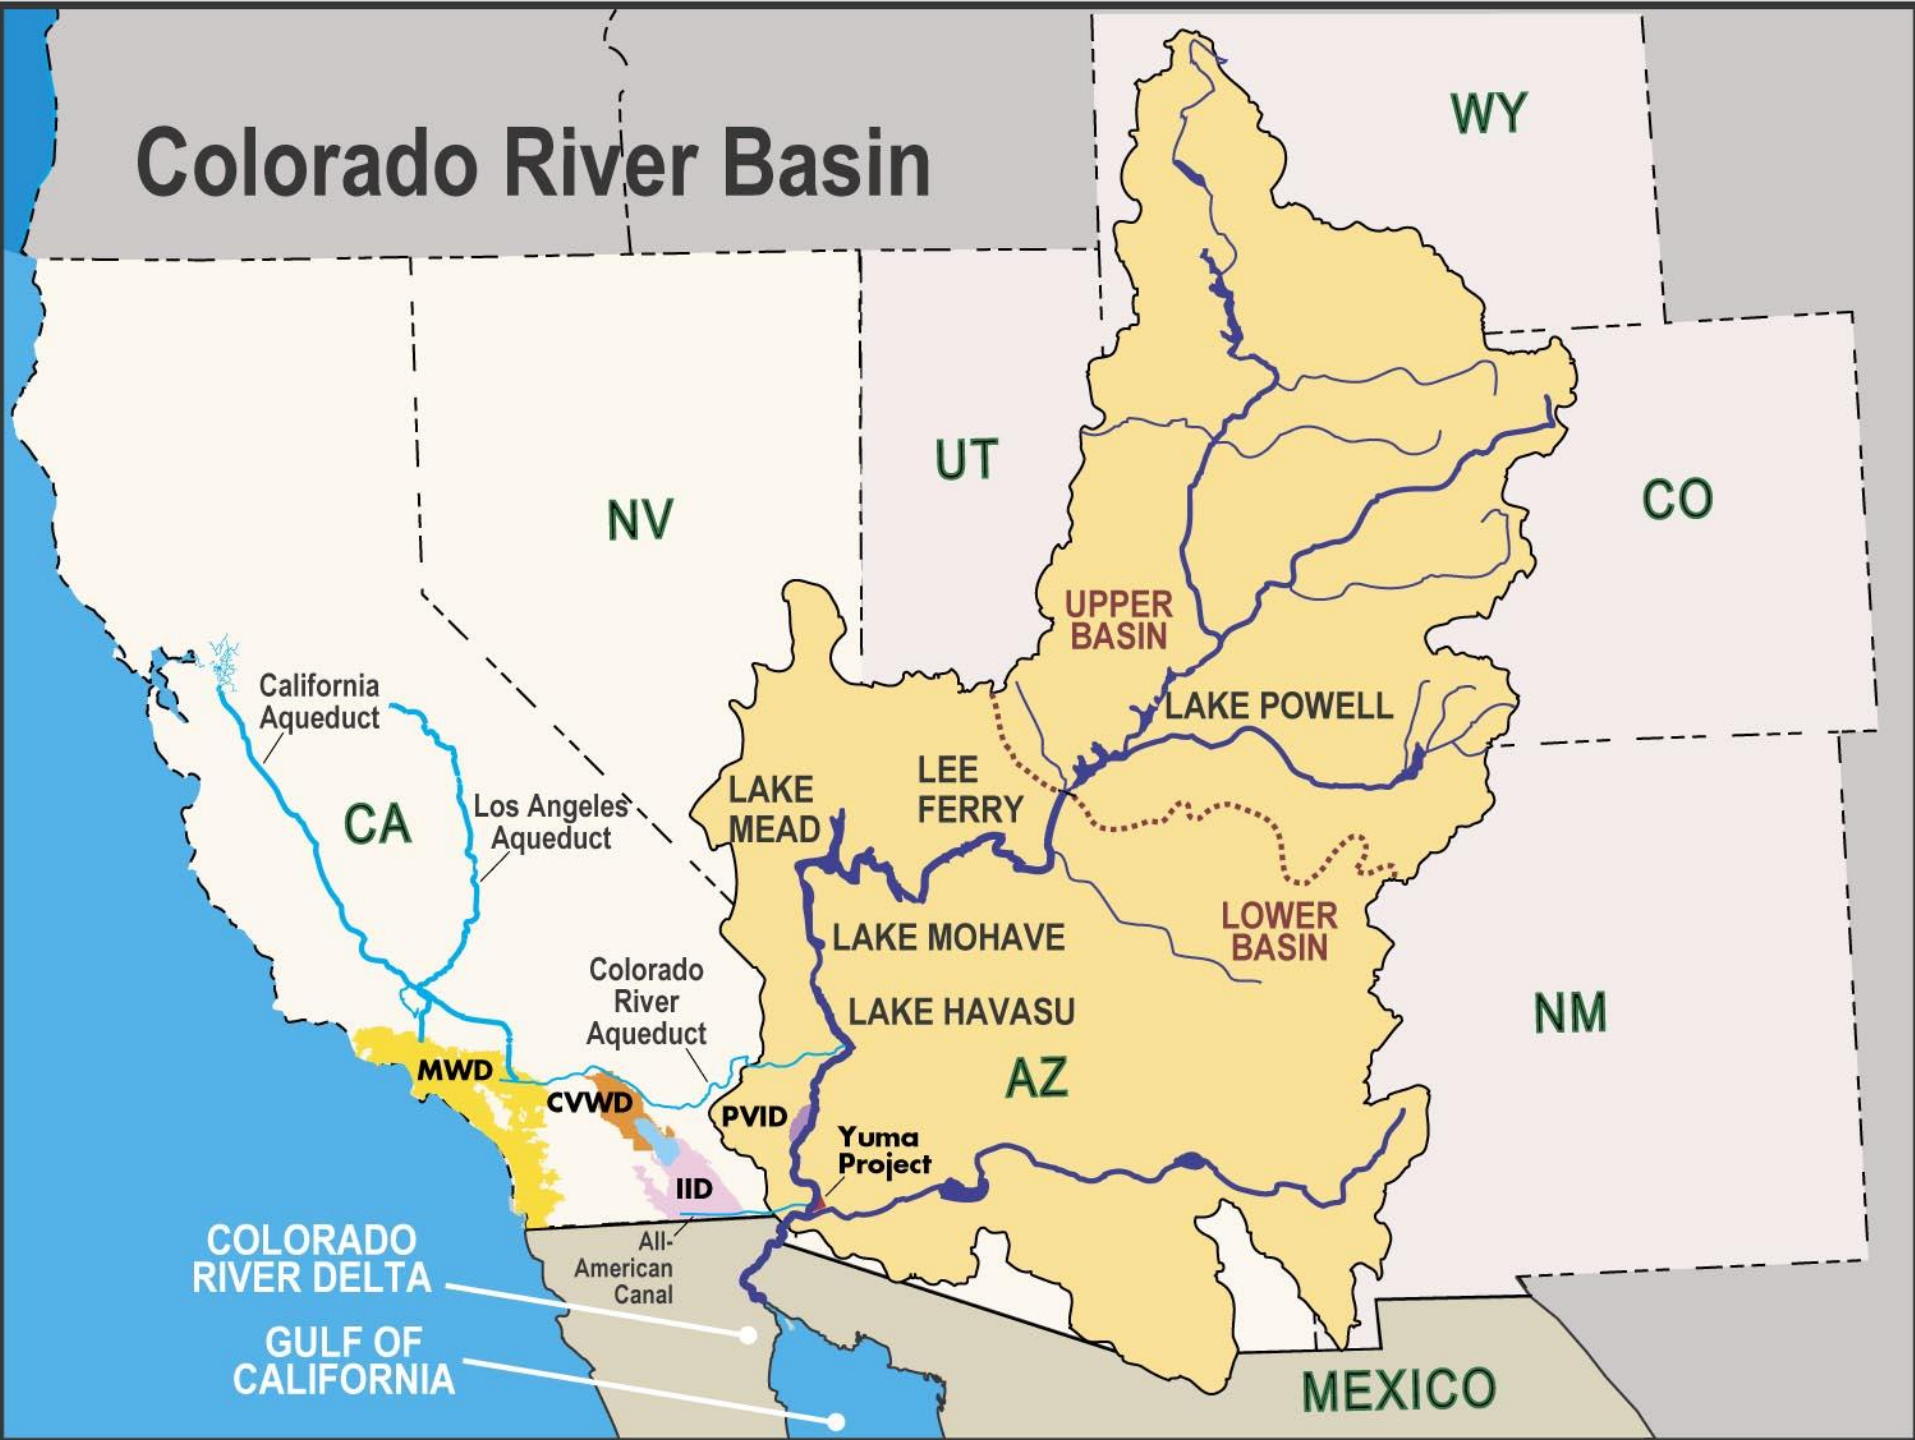 Colorado River Basin
WY
UT
NV
CO
UPPER
BASIN
California
Aqueduct
LAKE POWELL
LEE
FERRY
LAKE
MEAD
CA
Los Angeles
Aqueduct
LOWER
BASIN
LAKE MOHAVE
Colorado
River
Aqueduct
LAKE HAVASU
NM
AZ
MWD
CVWD
PVID
Yuma
Project
IID
All-
American
Canal
COLORADO
RIVER DELTA
GULF OF
CALIFORNIA
MEXICO